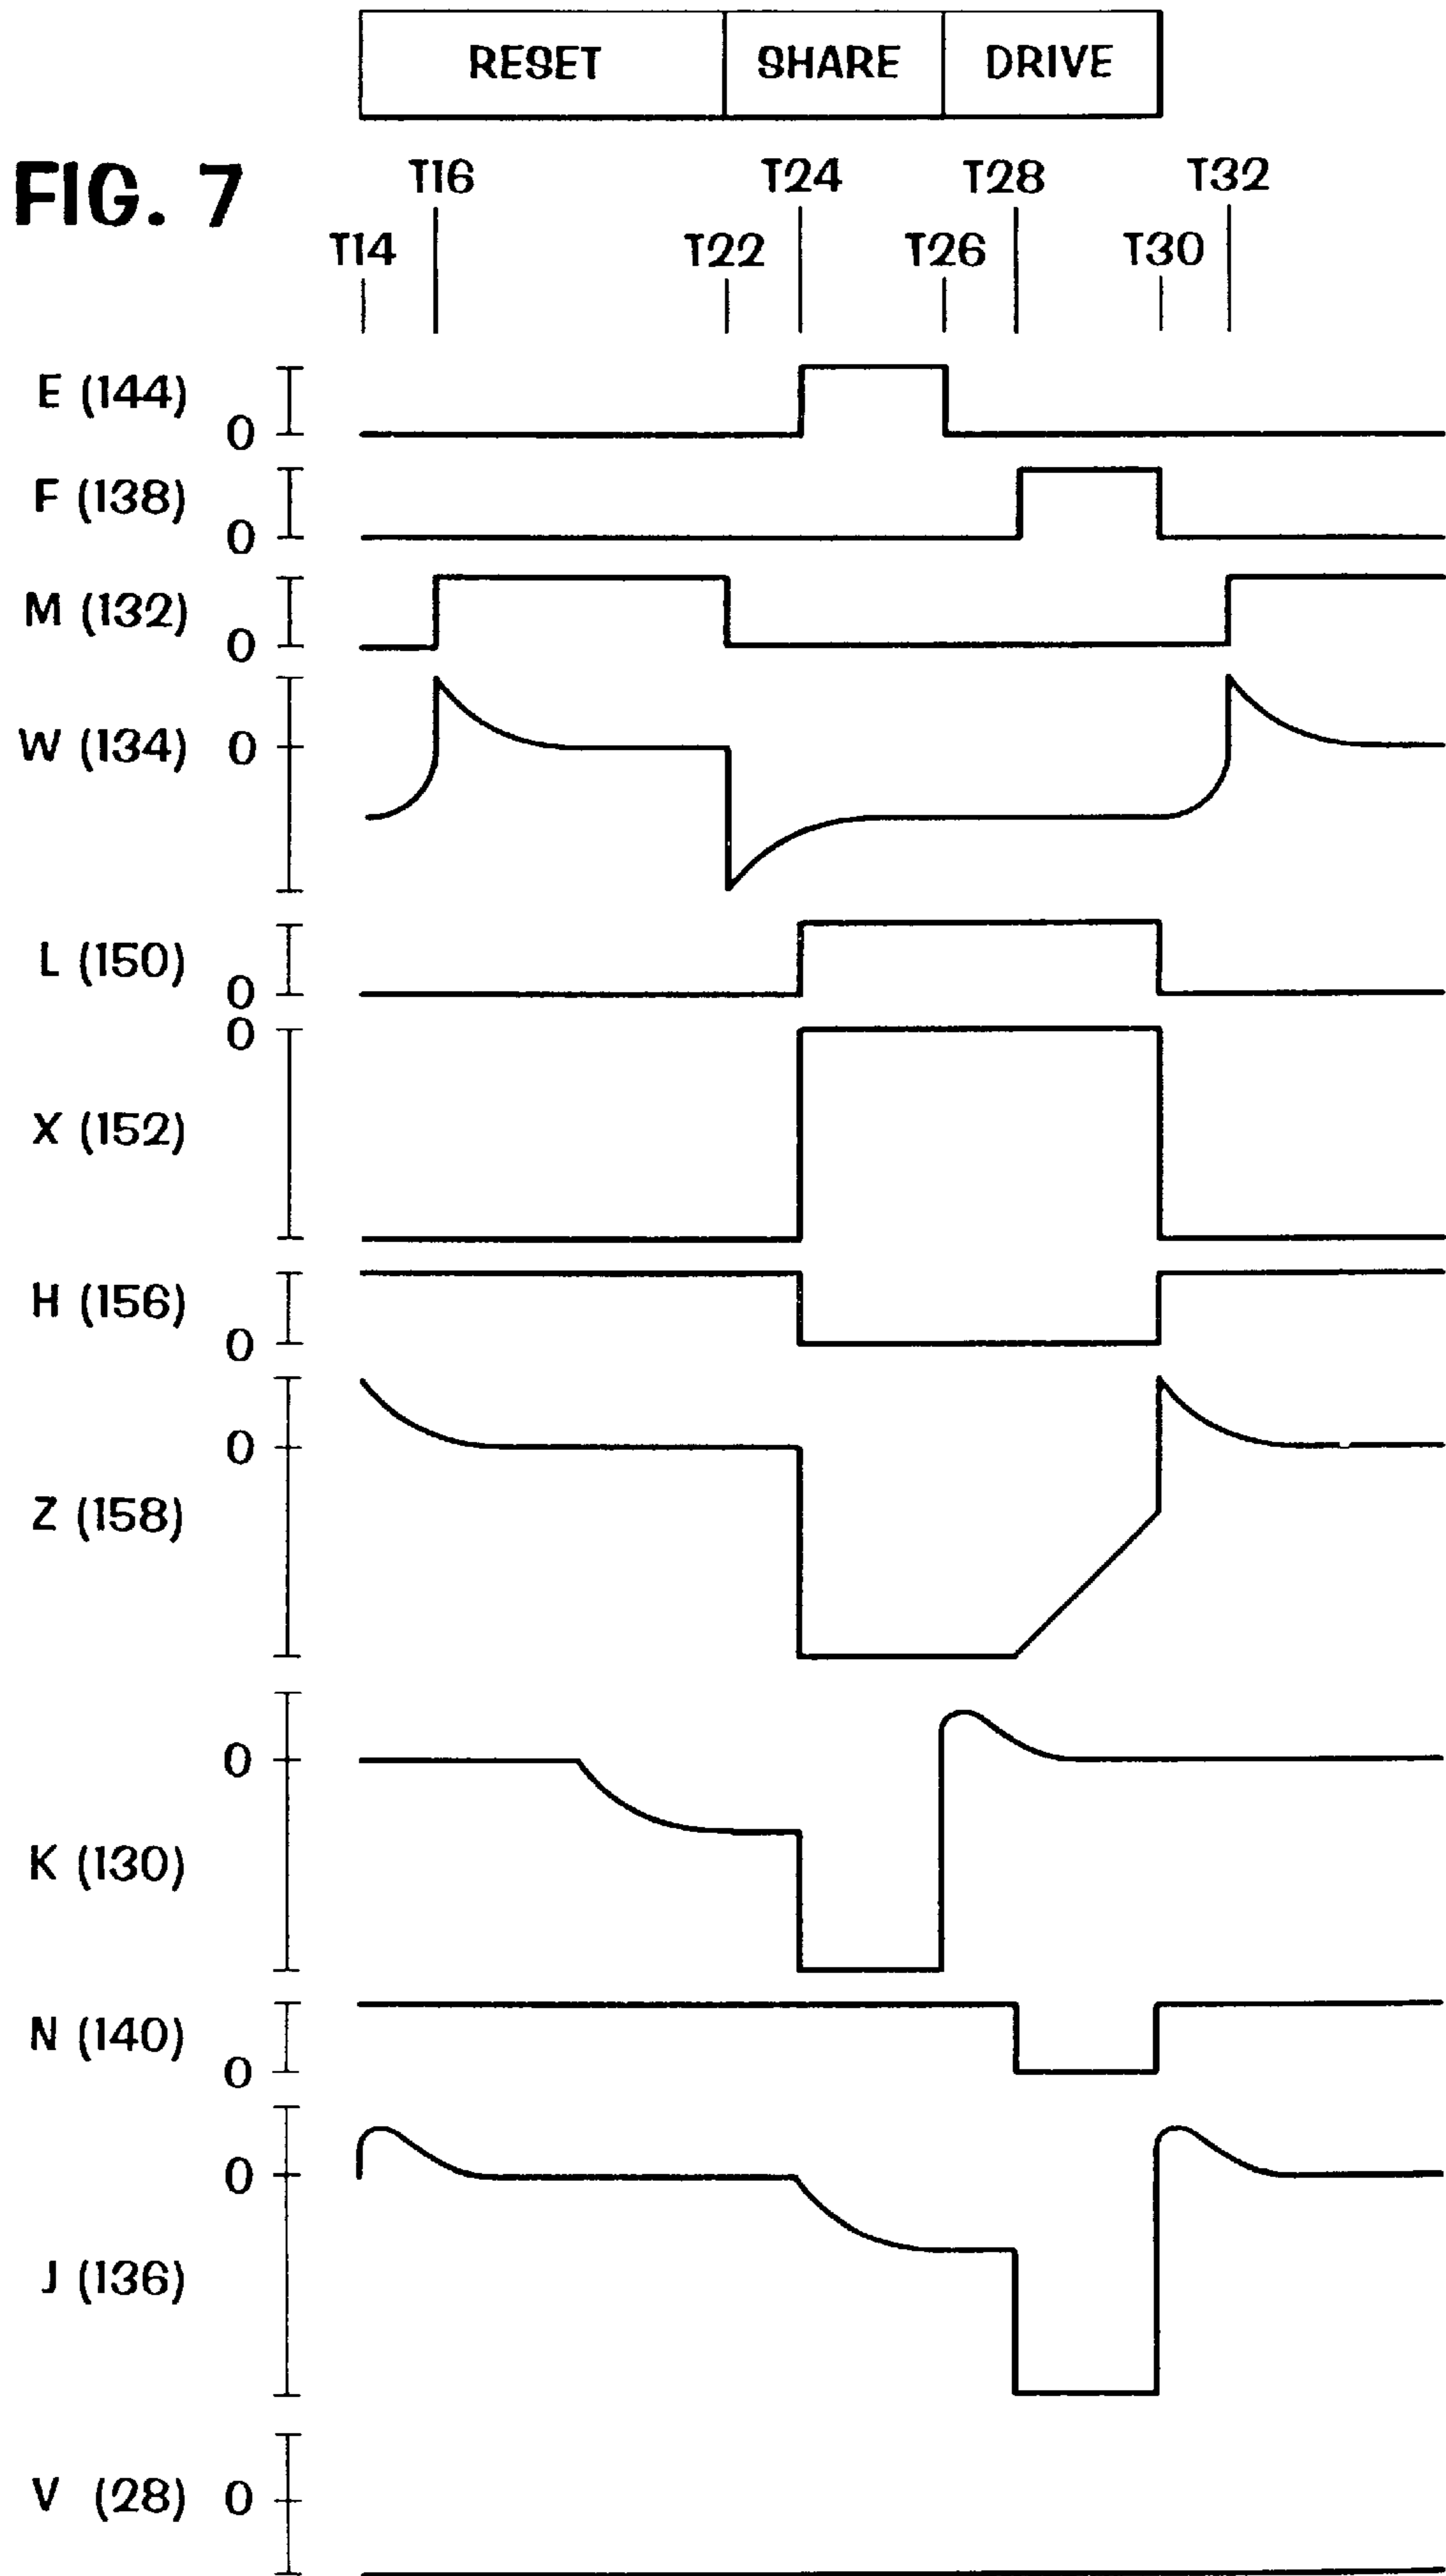 RESET SHARE DRIVE
FIG. 7
T16 T24 T28 T32
T14 T22 T26 T30
E (144) 0
F (138) 0
M (132) 0
W (134) 0
L (150) 0
0
X (152)
H (156) 0
0
Z (158)
0
K (130)
N (140) 0
0
J (136)
V (28) 0